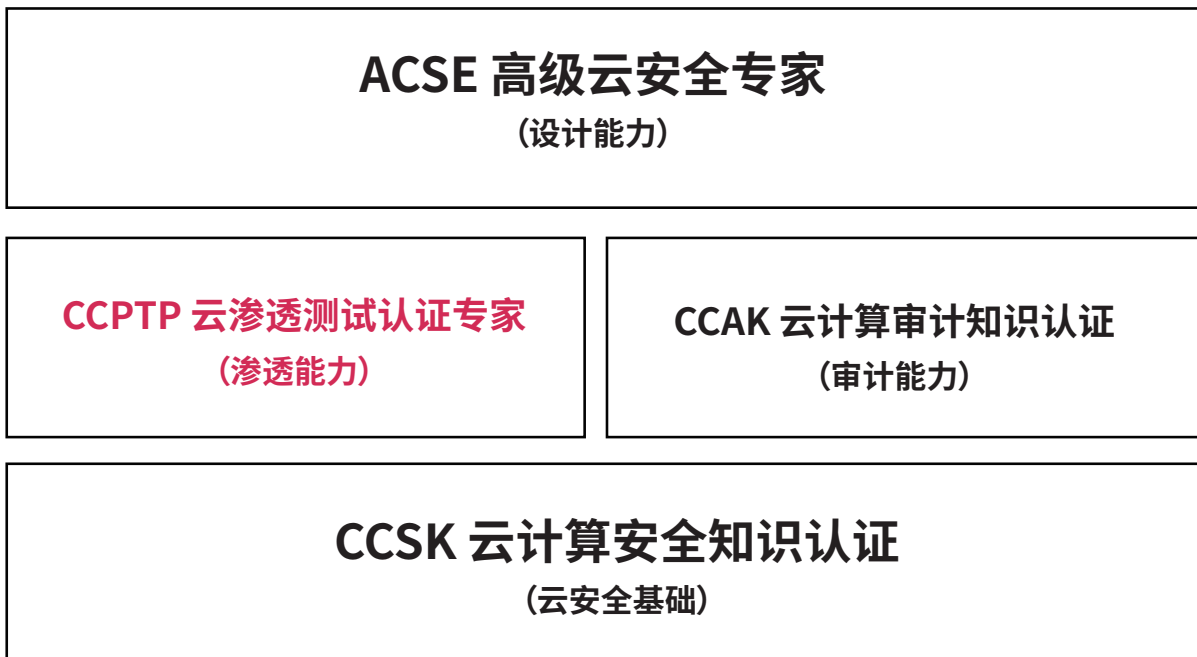 ACSE 高级云安全专家
（设计能力）
CCPTP 云渗透测试认证专家
（渗透能力）
CCAK 云计算审计知识认证
（审计能力）
CCSK 云计算安全知识认证
（云安全基础）